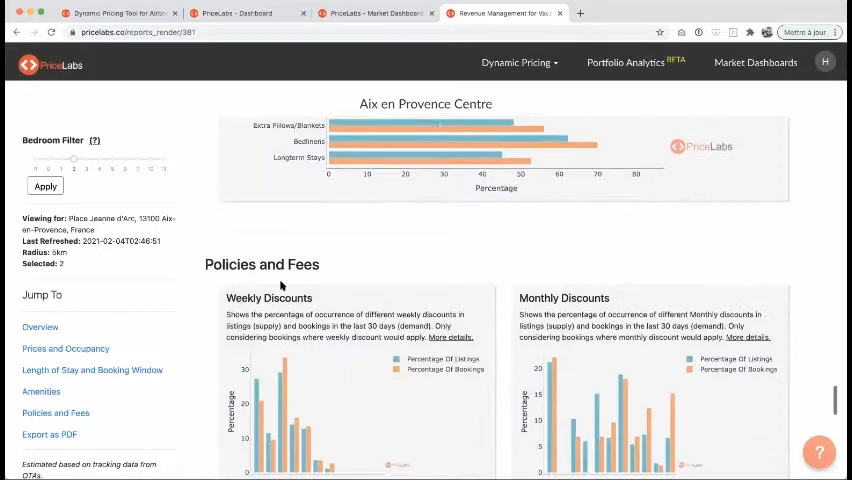 Dynamic Pricing Tool for Airbn
PriceLabs - Dashboard
PriceLabs - Market Dashboard
Revenue Management for Vaca
pricelabs.co/reports_render/381
Mettre à jour
PriceLabs
Dynamic Pricing
Portfolio Analytics BETA
Market Dashboards
H
Aix en Provence Centre
Bedroom Filter (?)
2
Apply
Viewing for: Place Jeanne d'Arc, 13100 Aix-
en-Provence, France
Last Refreshed: 2021-02-04T02:46:51
Radius: 5km
Selected: 2
Jump To
Overview
Prices and Occupancy
Length of Stay and Booking Window
Amenities
Policies and Fees
Export as PDF
Estimated based on tracking data from
OTAs.
Extra Pillows/Blankets
Bedlinens
Longterm Stays
0 10 20 30 40 50 60 70 80
Percentage
PriceLabs
Policies and Fees
Weekly Discounts
Shows the percentage of occurrence of different weekly discounts in
listings (supply) and bookings in the last 30 days (demand). Only
considering bookings where weekly discount would apply. More details.
Percentage Of Listings
Percentage Of Bookings
30
20
10
0
Percentage
PriceLabs
Monthly Discounts
Shows the percentage of occurrence of different Monthly discounts in
listings (supply) and bookings in the last 30 days (demand). Only
considering bookings where monthly discount would apply. More details.
Percentage Of Listings
Percentage Of Bookings
20
15
10
5
0
Percentage
PriceLabs
?